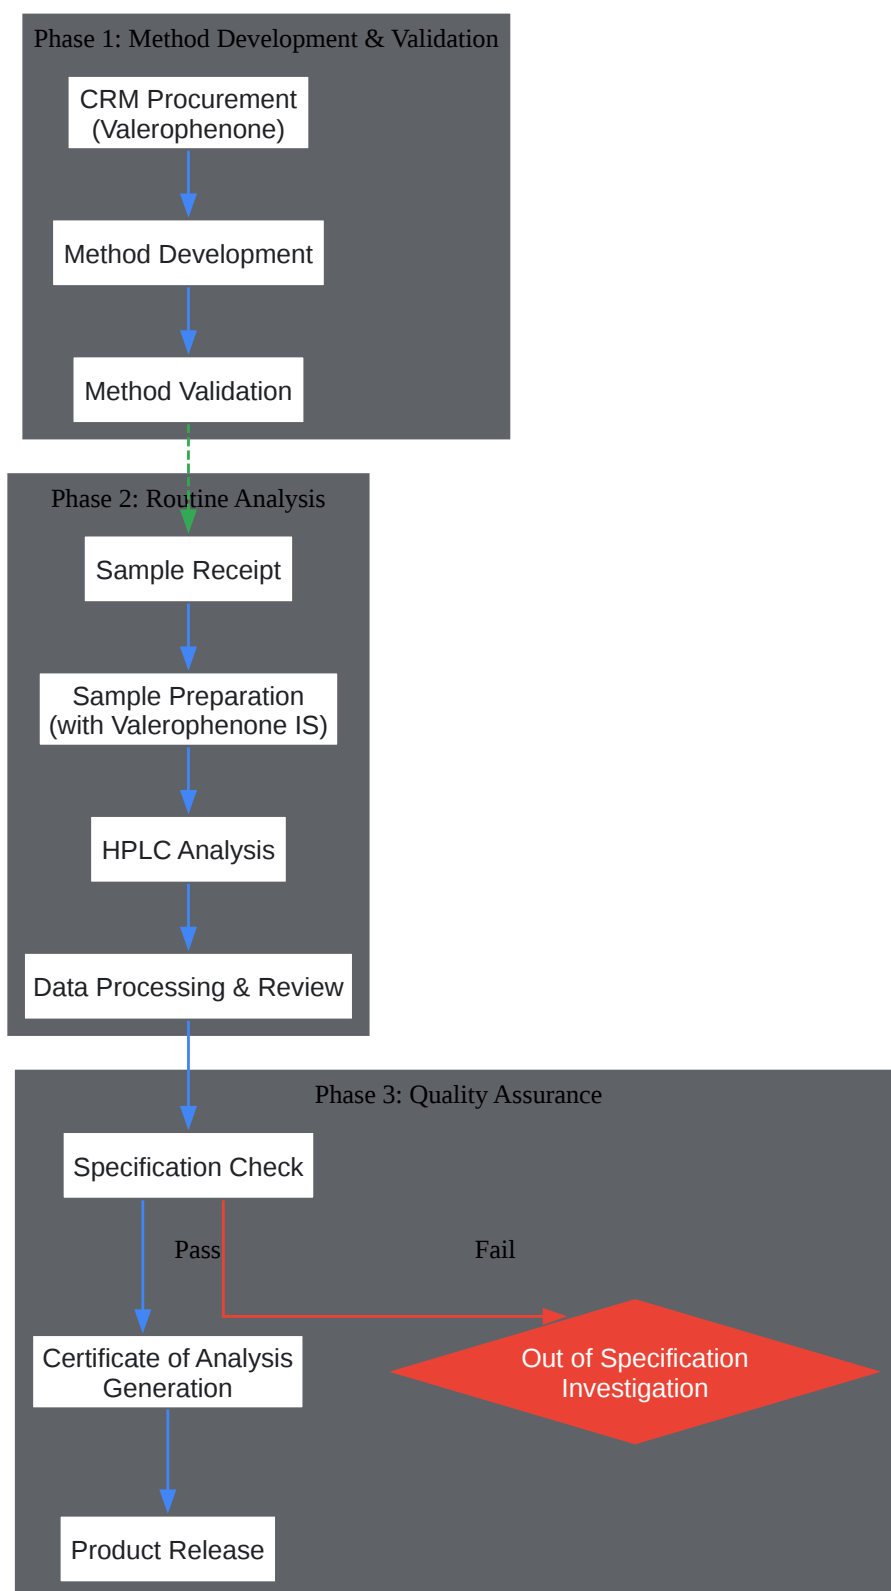 Phase 1: Method Development & Validation
CRM Procurement
(Valerophenone)
Method Development
Method Validation
Phase 2: Routine Analysis
Sample Receipt
Sample Preparation
(with Valerophenone IS)
HPLC Analysis
Data Processing & Review
Phase 3: Quality Assurance
Specification Check
Pass
Fail
Certificate of Analysis
Generation
Out of Specification
Investigation
Product Release